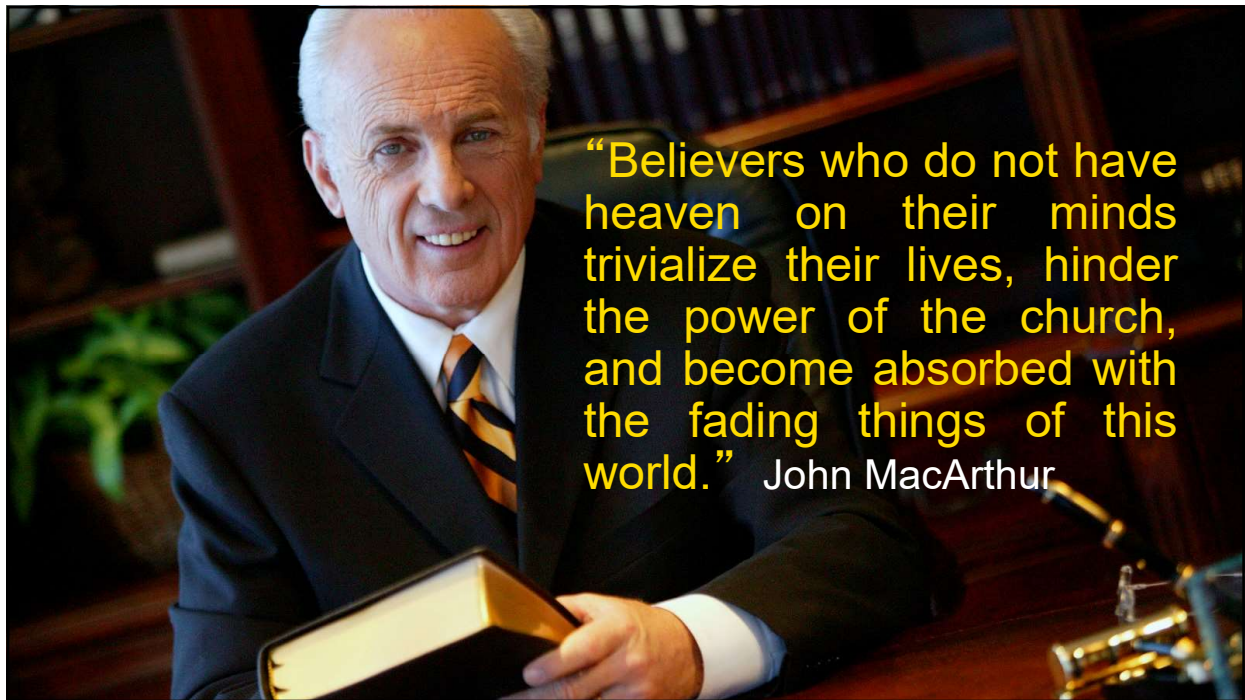 “Believers who do not have
heaven on their minds
trivialize their lives, hinder
the power of the church,
and become absorbed with
the fading things of this
world.” John MacArthur